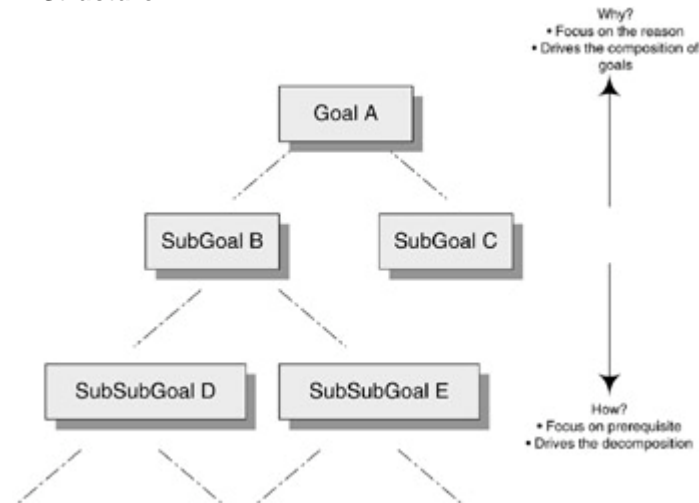 Why?
• Focus on the reason
• Drives the composition of
goals
Goal A
SubGoal B
SubGoal C
SubSubGoal D
SubSubGoal E
How?
• Focus on prerequisite
• Drives the decomposition